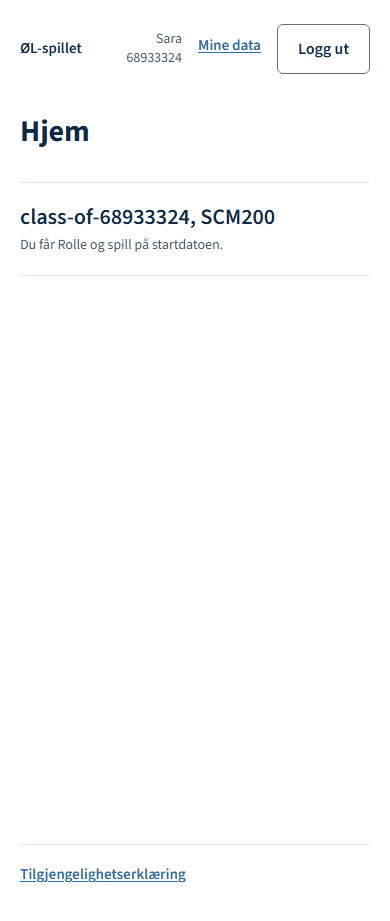 ØL-spillet
Sara
68933324
Mine data
Logg ut
Hjem
class-of-68933324, SCM200
Du får Rolle og spill på startdatoen.
Tilgjengelighetserklæring